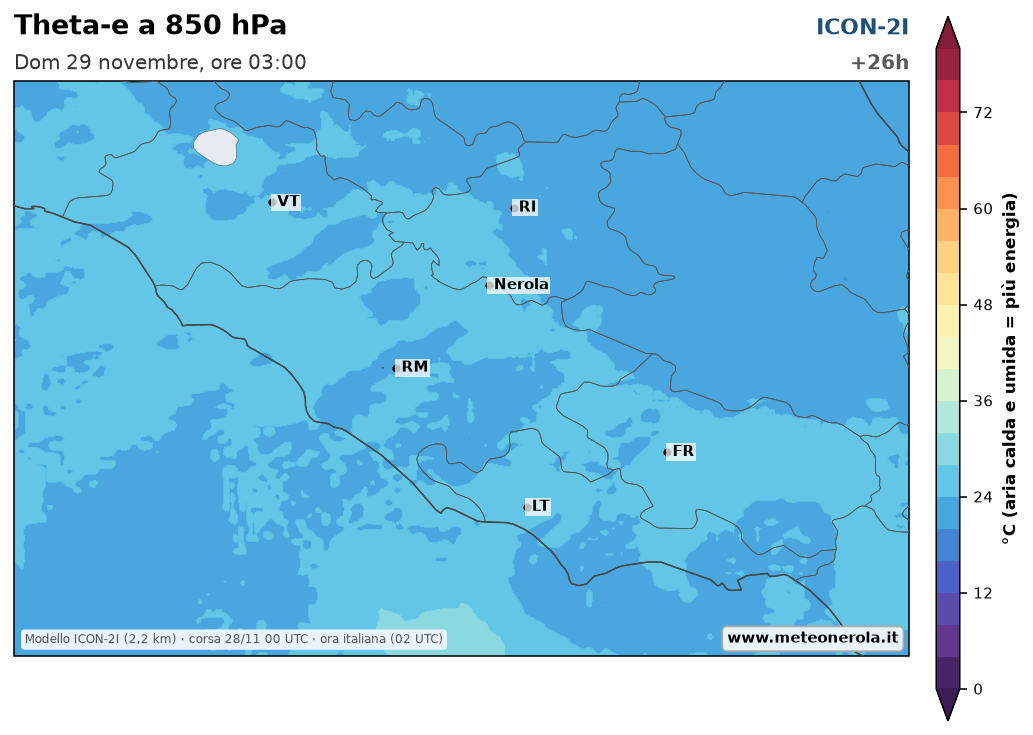 Theta-e a 850 hPa
ICON-2I
Dom 29 novembre, ore 03:00
+26h
VT
RI
Nerola
RM
FR
LT
Modello ICON-2I (2,2 km) · corsa 28/11 00 UTC · ora italiana (02 UTC)
www.meteonerola.it
72
60
48
36
24
12
0
°C (aria calda e umida = più energia)